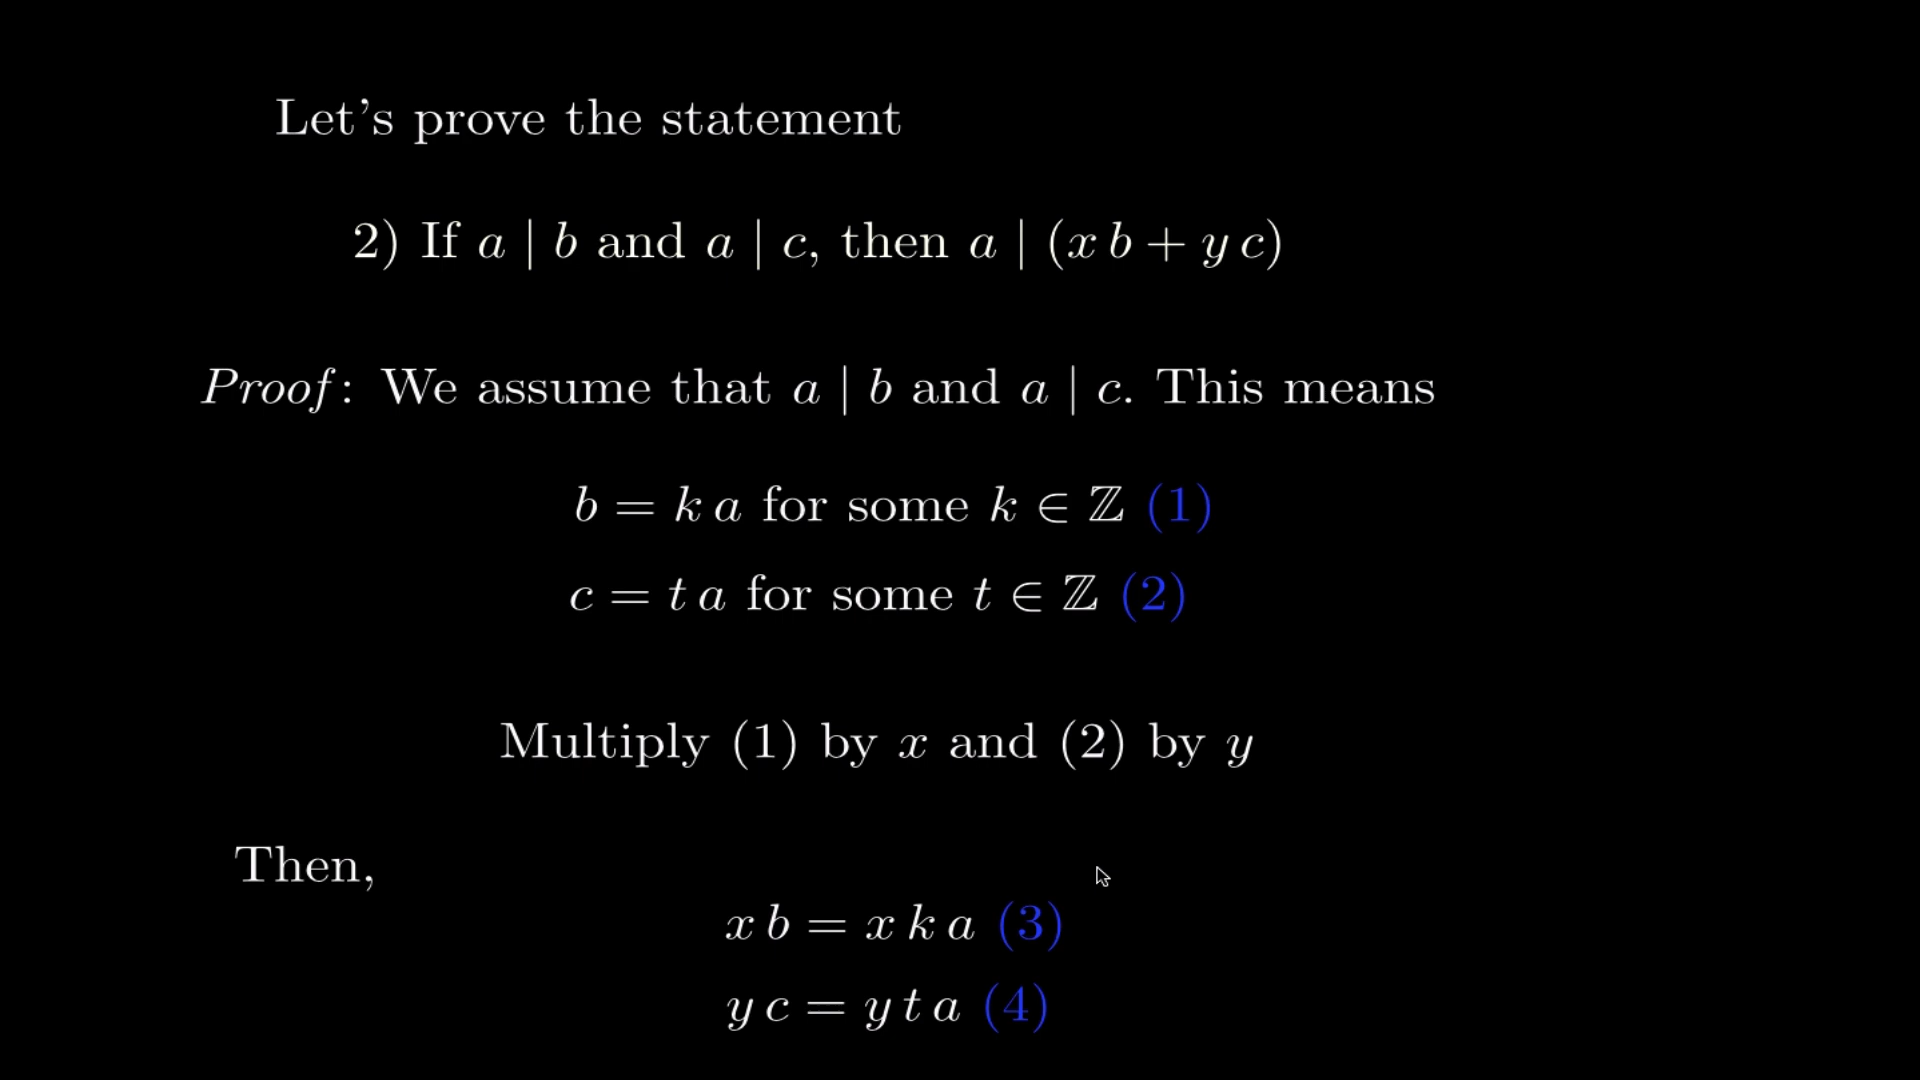 Let's prove the statement
2) If a | b and a | c, then a | (x b + y c)
Proof: We assume that a | b and a | c. This means
b = k a for some k ∈ ℤ (1)
c = t a for some t ∈ ℤ (2)
Multiply (1) by x and (2) by y
Then,
x b = x k a (3)
y c = y t a (4)